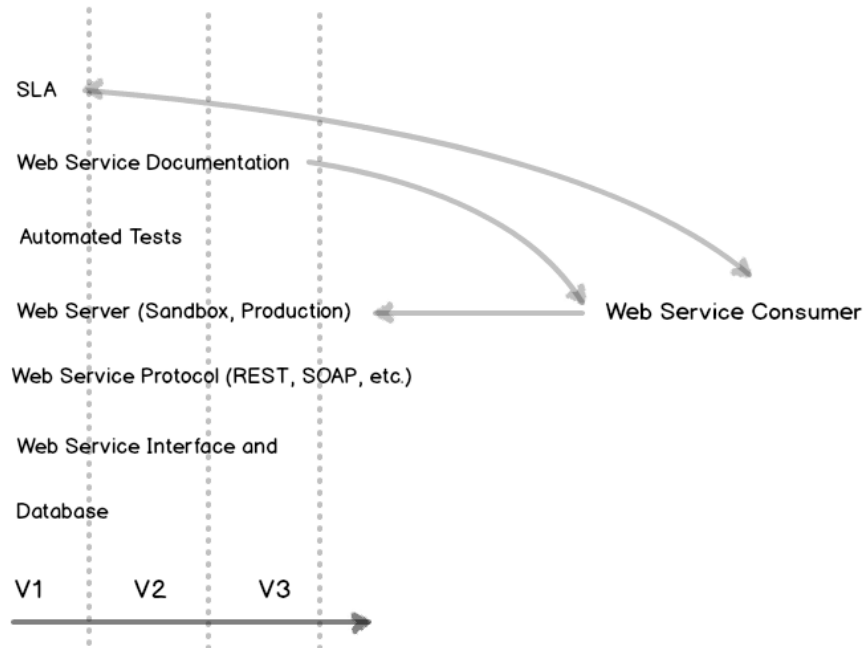 SLA
Web Service Documentation
Automated Tests
Web Server (Sandbox, Production)
Web Service Consumer
Web Service Protocol (REST, SOAP, etc.)
Web Service Interface and
Database
V1 V2 V3